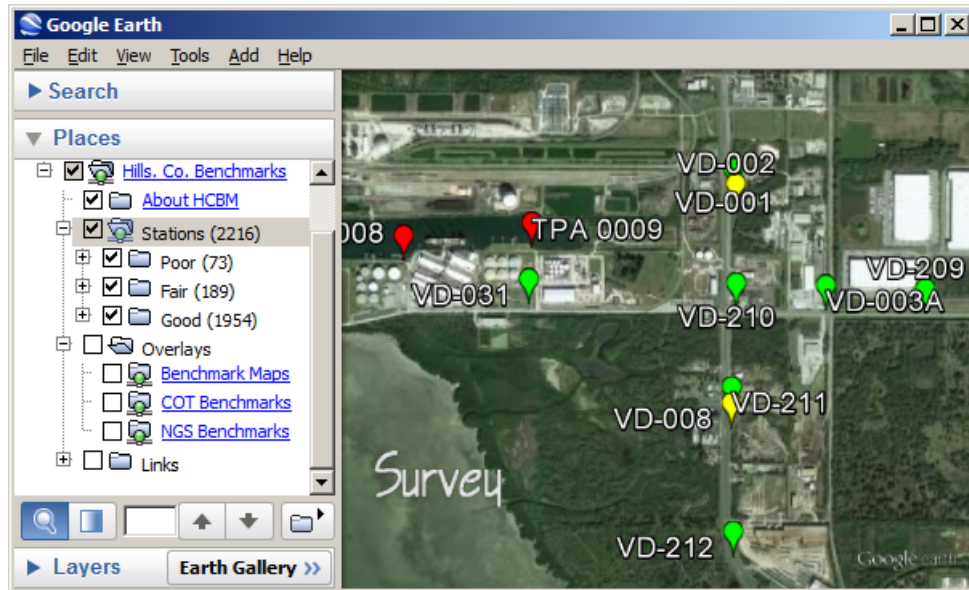 Google Earth
File Edit View Tools Add Help
Search
Places
Hills. Co. Benchmarks
About HCBM
Stations (2216)
Poor (73)
Fair (189)
Good (1954)
Overlays
Benchmark Maps
COT Benchmarks
NGS Benchmarks
Links
Layers
Earth Gallery >>
VD-002
VD-001
008
TPA 0009
VD-209
VD-031
VD-003A
VD-210
VD-211
VD-008
Survey
VD-212
Google earth